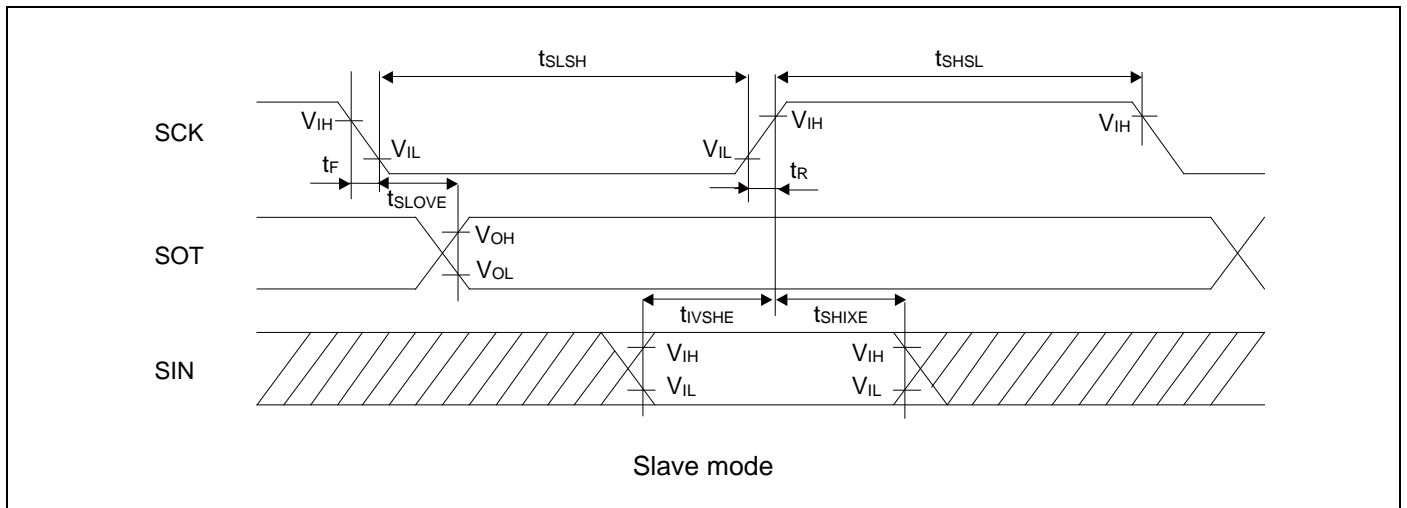 tSLSH tSHSL
SCK VIH VIL VIL VIH VIH
tF tR
tSLOVE
SOT VOH
VOL
tIVSHE tSHIXE
SIN VIH VIH
VIL VIL
Slave mode